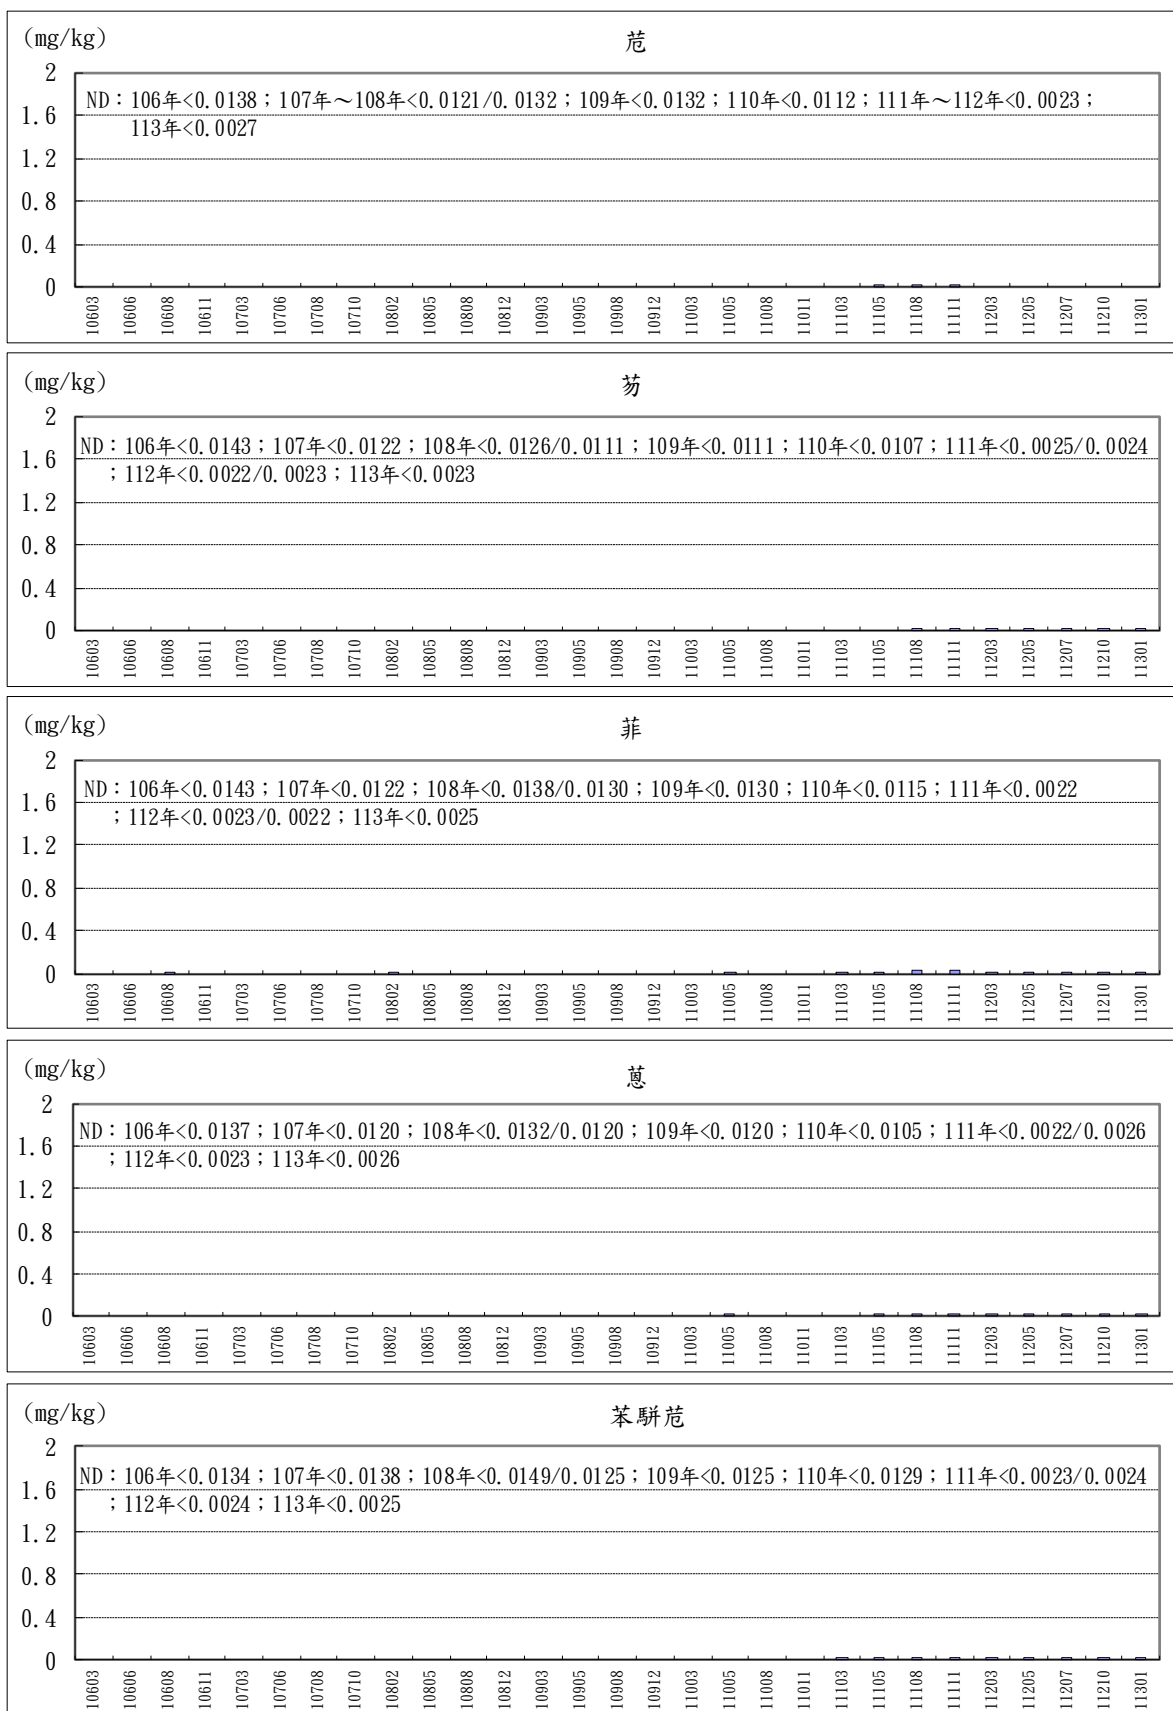 (mg/kg)
苊
2
ND：106年<0.0138；107年～108年<0.0121/0.0132；109年<0.0132；110年<0.0112；111年～112年<0.0023；
113年<0.0027
1.6
1.2
0.8
0.4
0
10603 10606 10608 10611 10703 10706 10708 10710 10802 10805 10808 10812 10903 10905 10908 10912 11003 11005 11008 11011 11103 11105 11108 11111 11203 11205 11207 11210 11301
(mg/kg)
芴
2
ND：106年<0.0143；107年<0.0122；108年<0.0126/0.0111；109年<0.0111；110年<0.0107；111年<0.0025/0.0024
1.6
；112年<0.0022/0.0023；113年<0.0023
1.2
0.8
0.4
0
10603 10606 10608 10611 10703 10706 10708 10710 10802 10805 10808 10812 10903 10905 10908 10912 11003 11005 11008 11011 11103 11105 11108 11111 11203 11205 11207 11210 11301
(mg/kg)
菲
2
ND：106年<0.0143；107年<0.0122；108年<0.0138/0.0130；109年<0.0130；110年<0.0115；111年<0.0022
1.6
；112年<0.0023/0.0022；113年<0.0025
1.2
0.8
0.4
0
10603 10606 10608 10611 10703 10706 10708 10710 10802 10805 10808 10812 10903 10905 10908 10912 11003 11005 11008 11011 11103 11105 11108 11111 11203 11205 11207 11210 11301
(mg/kg)
蒽
2
ND：106年<0.0137；107年<0.0120；108年<0.0132/0.0120；109年<0.0120；110年<0.0105；111年<0.0022/0.0026
1.6
；112年<0.0023；113年<0.0026
1.2
0.8
0.4
0
10603 10606 10608 10611 10703 10706 10708 10710 10802 10805 10808 10812 10903 10905 10908 10912 11003 11005 11008 11011 11103 11105 11108 11111 11203 11205 11207 11210 11301
(mg/kg)
苯駢苊
2
ND：106年<0.0134；107年<0.0138；108年<0.0149/0.0125；109年<0.0125；110年<0.0129；111年<0.0023/0.0024
1.6
；112年<0.0024；113年<0.0025
1.2
0.8
0.4
0
10603 10606 10608 10611 10703 10706 10708 10710 10802 10805 10808 10812 10903 10905 10908 10912 11003 11005 11008 11011 11103 11105 11108 11111 11203 11205 11207 11210 11301